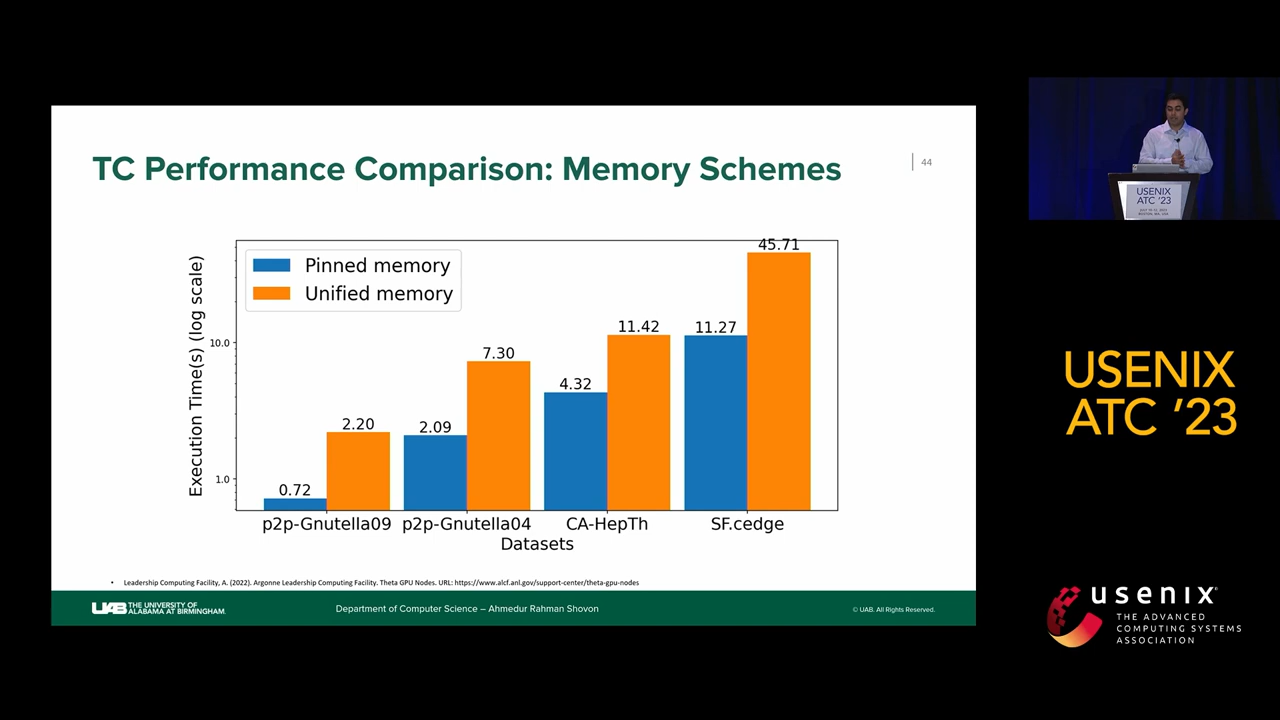 TC Performance Comparison: Memory Schemes
44
Execution Time(s) (log scale)
10.0
1.0
Pinned memory
Unified memory
0.72
2.20
2.09
7.30
4.32
11.42
11.27
45.71
p2p-Gnutella09
p2p-Gnutella04
CA-HepTh
SF.cedge
Datasets
• Leadership Computing Facility, A. (2022). Argonne Leadership Computing Facility. Theta GPU Nodes. URL: https://www.alcf.anl.gov/support-center/theta-gpu-nodes
UAB THE UNIVERSITY OF
ALABAMA AT BIRMINGHAM.
Department of Computer Science – Ahmedur Rahman Shovon
© UAB. All Rights Reserved.
USENIX
ATC '23
USENIX
ATC '23
usenix
THE ADVANCED
COMPUTING SYSTEMS
ASSOCIATION